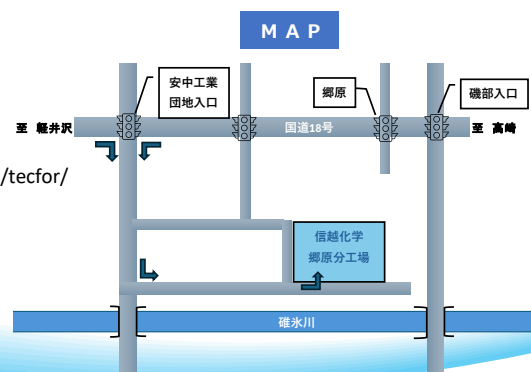 MAP
安中工業
団地入口
郷原
磯部入口
至 軽井沢
国道18号
至 高崎
/tecfor/
信越化学
郷原分工場
碓氷川